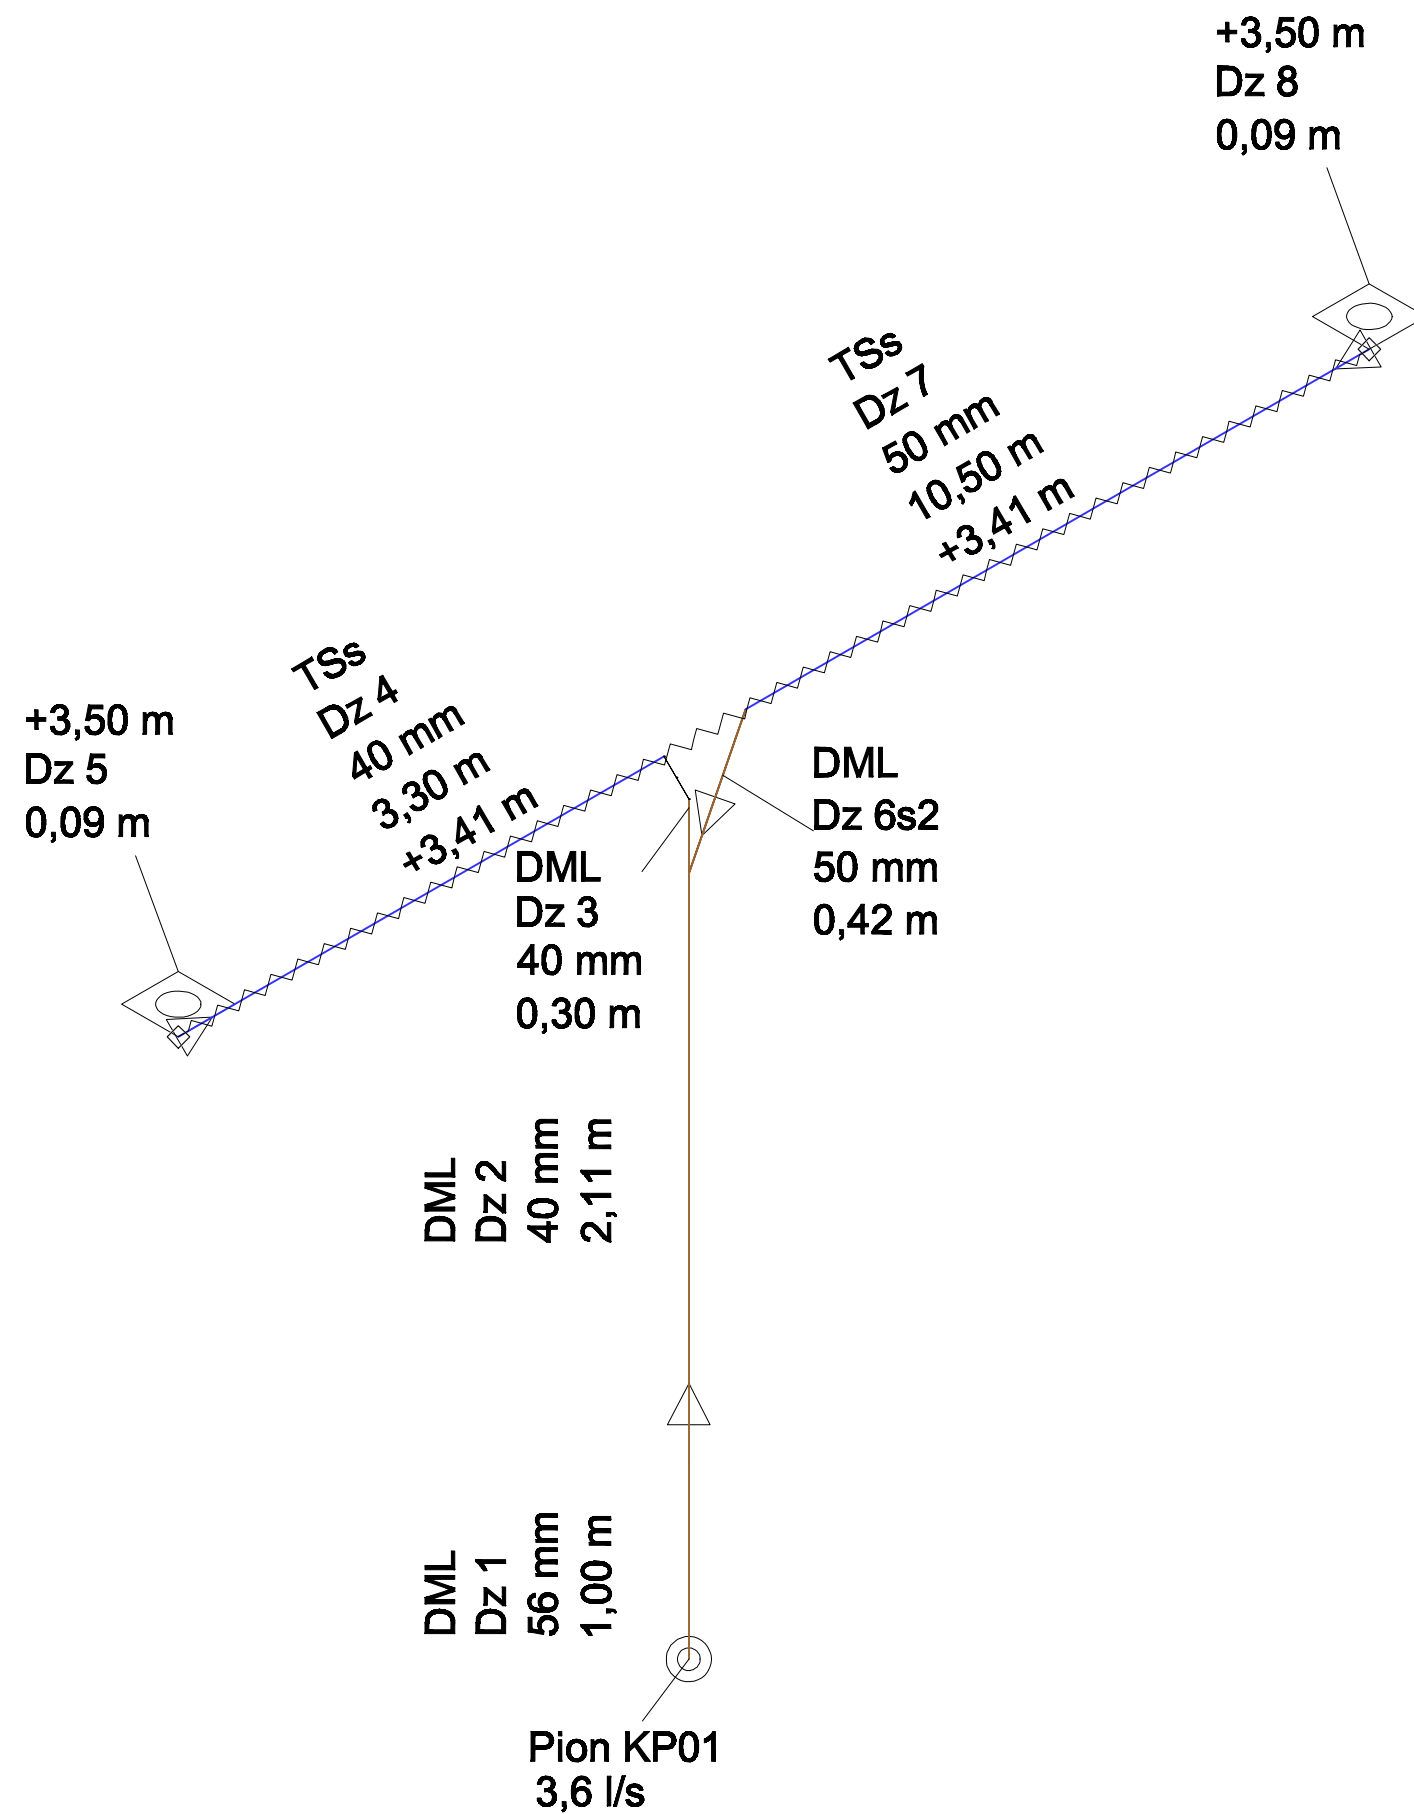 +3,50 m
Dz 8
0,09 m
TSs
Dz 7
50 mm
10,50 m
+3,41 m
TSs
Dz 4
40 mm
3,30 m
+3,41 m
+3,50 m
Dz 5
0,09 m
DML
Dz 6s2
50 mm
0,42 m
DML
Dz 3
40 mm
0,30 m
DML
Dz 2
40 mm
2,11 m
DML
Dz 1
56 mm
1,00 m
Pion KP01
3,6 l/s